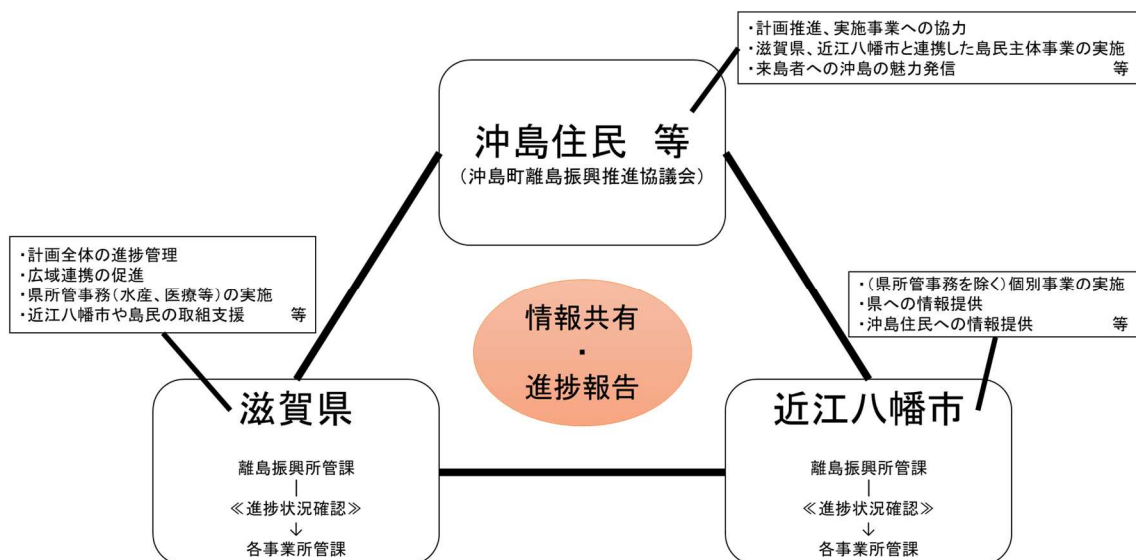 ・計画推進、実施事業への協力
・滋賀県、近江八幡市と連携した島民主体事業の実施
・来島者への沖島の魅力発信 等
沖島住民 等
（沖島町離島振興推進協議会）
・計画全体の進捗管理
・広域連携の促進
・県所管事務（水産、医療等）の実施
・近江八幡市や島民の取組支援 等
・（県所管事務を除く）個別事業の実施
・県への情報提供
・沖島住民への情報提供 等
情報共有
・
進捗報告
滋賀県
離島振興所管課
≪進捗状況確認≫
↓
各事業所管課
近江八幡市
離島振興所管課
≪進捗状況確認≫
↓
各事業所管課